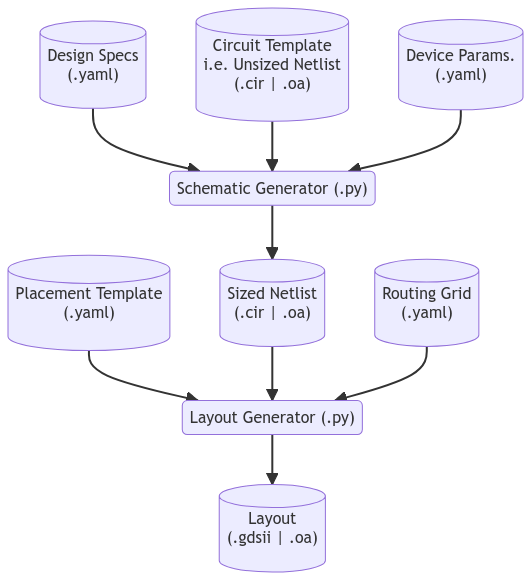 Design Specs
(.yaml)
Circuit Template
i.e. Unsized Netlist
(.cir | .oa)
Device Params.
(.yaml)
Schematic Generator (.py)
Placement Template
(.yaml)
Sized Netlist
(.cir | .oa)
Routing Grid
(.yaml)
Layout Generator (.py)
Layout
(.gdsii | .oa)